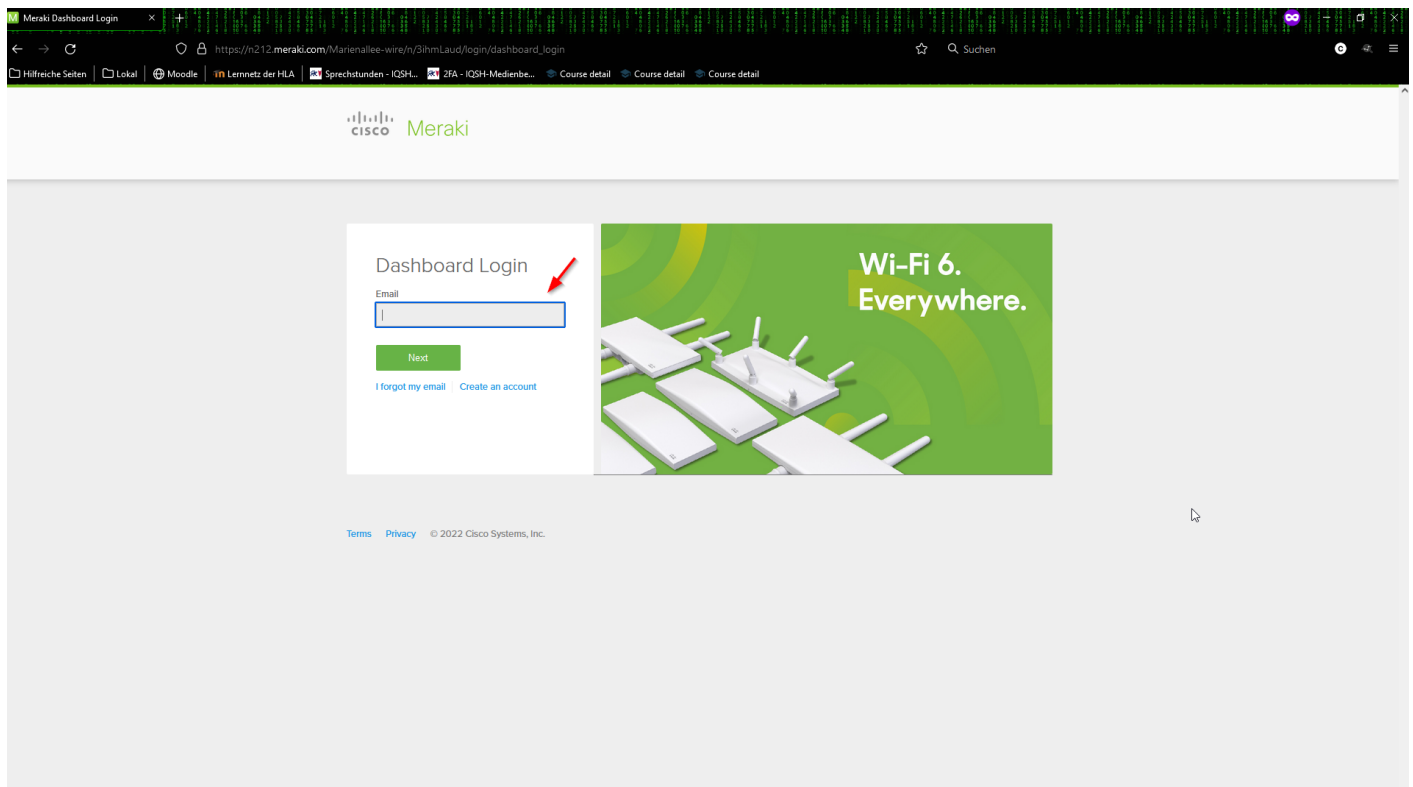 Meraki Dashboard Login
https://n212.meraki.com/Marienallee-wire/n/3ihmLaud/login/dashboard_login
Suchen
Hilfreiche Seiten
Lokal
Moodle
Lernnetz der HLA
Sprechstunden - IQSH...
2FA - IQSH-Medienbe...
Course detail
Course detail
Course detail
cisco Meraki
Dashboard Login
Email
Next
I forgot my email
Create an account
Wi-Fi 6.
Everywhere.
Terms Privacy © 2022 Cisco Systems, Inc.